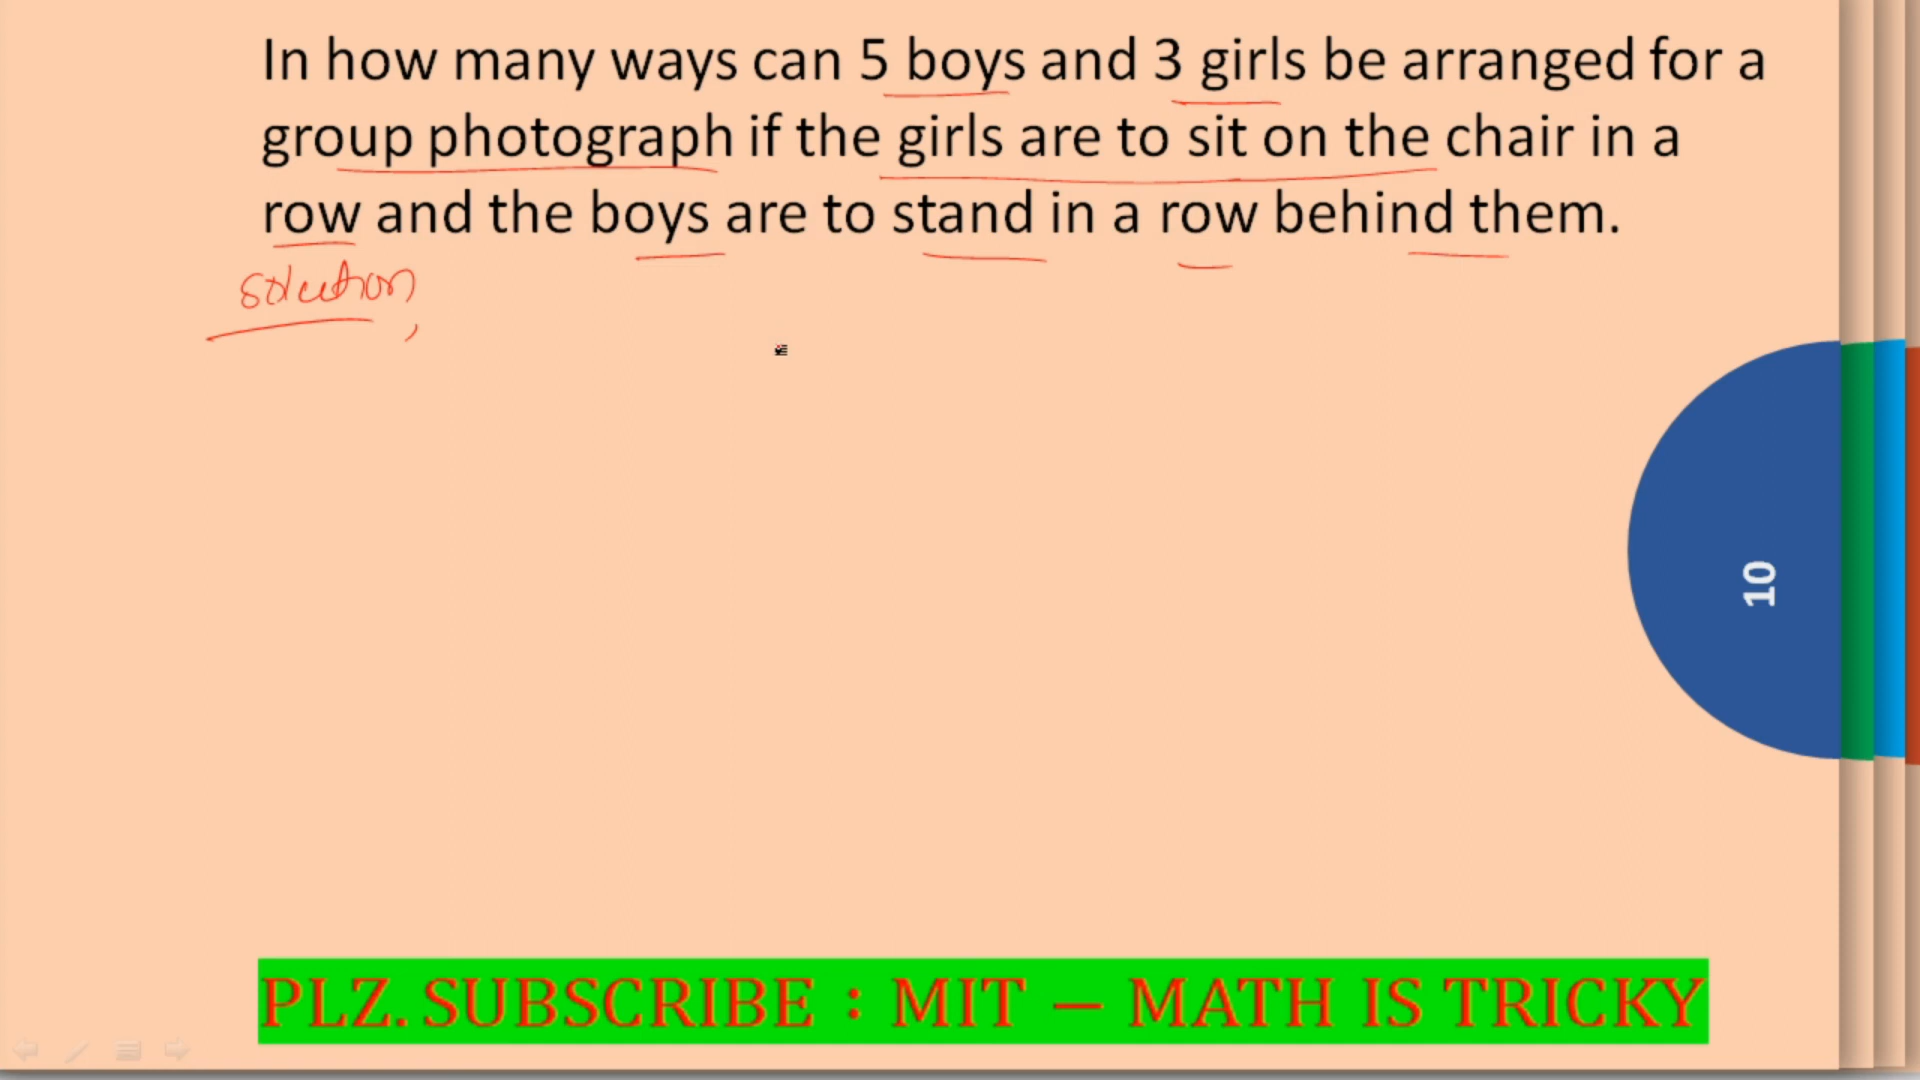 In how many ways can 5 boys and 3 girls be arranged for a
group photograph if the girls are to sit on the chair in a
row and the boys are to stand in a row behind them.
solution,
10
PLZ. SUBSCRIBE : MIT – MATH IS TRICKY